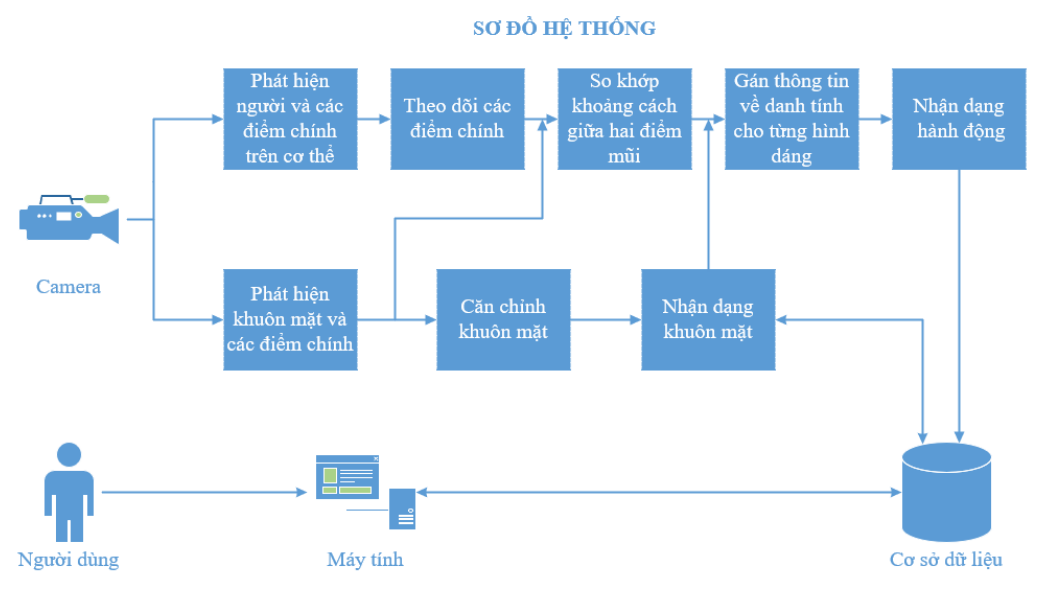 SƠ ĐỒ HỆ THỐNG
Phát hiện
người và các
điểm chính
trên cơ thể
Theo dõi các
điểm chính
So khớp
khoảng cách
giữa hai điểm
mũi
Gán thông tin
về danh tính
cho từng hình
dáng
Nhận dạng
hành động
Camera
Phát hiện
khuôn mặt và
các điểm chính
Căn chỉnh
khuôn mặt
Nhận dạng
khuôn mặt
Người dùng
Máy tính
Cơ sở dữ liệu